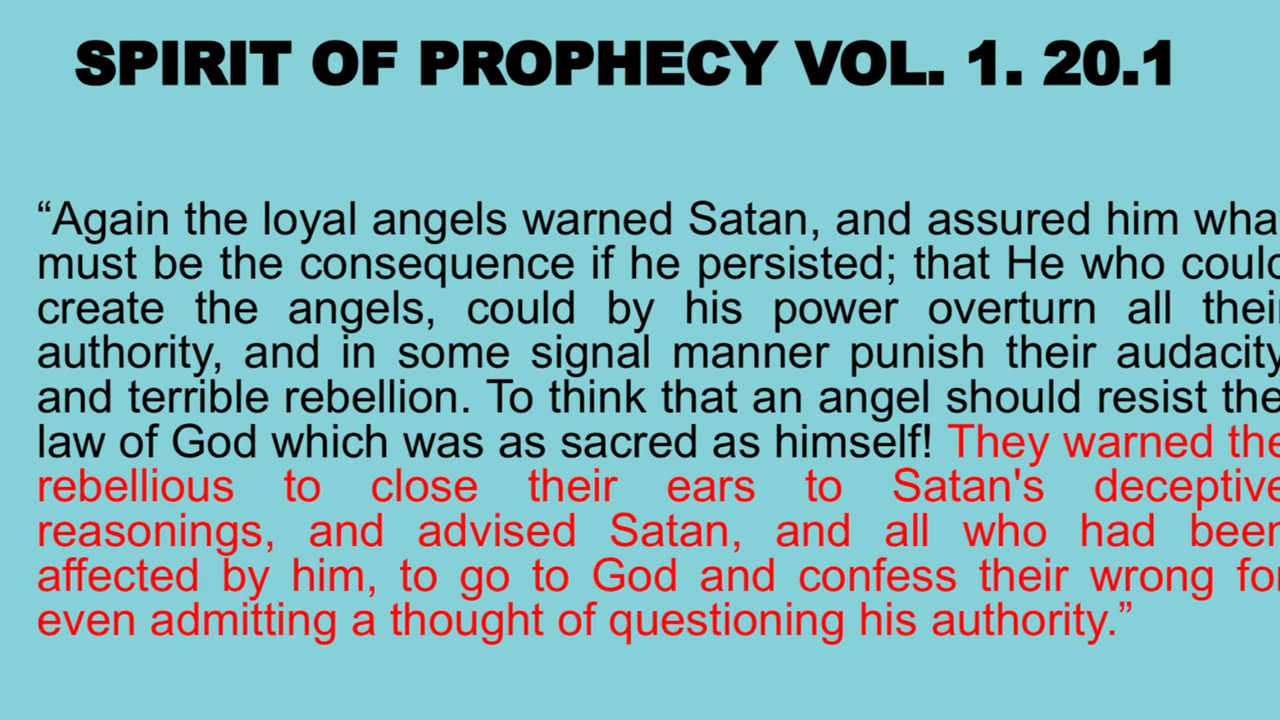 SPIRIT OF PROPHECY VOL. 1. 20.1
“Again the loyal angels warned Satan, and assured him wha
must be the consequence if he persisted; that He who could
create the angels, could by his power overturn all their
authority, and in some signal manner punish their audacity
and terrible rebellion. To think that an angel should resist the
law of God which was as sacred as himself! They warned the
rebellious to close their ears to Satan's deceptive
reasonings, and advised Satan, and all who had been
affected by him, to go to God and confess their wrong for
even admitting a thought of questioning his authority.”